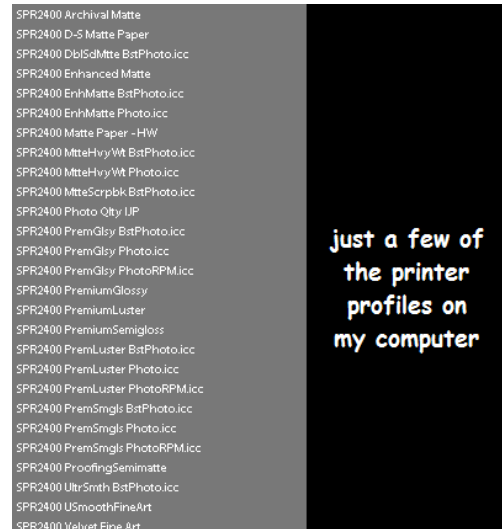 SPR2400 Archival Matte
SPR2400 D-S Matte Paper
SPR2400 DblSdMtte BstPhoto.icc
SPR2400 Enhanced Matte
SPR2400 EnhMatte BstPhoto.icc
SPR2400 EnhMatte Photo.icc
SPR2400 Matte Paper - HW
SPR2400 MtteHvyWt BstPhoto.icc
SPR2400 MtteHvyWt Photo.icc
SPR2400 MtteScrpbk BstPhoto.icc
SPR2400 Photo Qlty IJP
SPR2400 PremGlsy BstPhoto.icc
SPR2400 PremGlsy Photo.icc
SPR2400 PremGlsy PhotoRPM.icc
SPR2400 PremiumGlossy
SPR2400 PremiumLuster
SPR2400 PremiumSemigloss
SPR2400 PremLuster BstPhoto.icc
SPR2400 PremLuster Photo.icc
SPR2400 PremLuster PhotoRPM.icc
SPR2400 PremSmgls BstPhoto.icc
SPR2400 PremSmgls Photo.icc
SPR2400 PremSmgls PhotoRPM.icc
SPR2400 ProofingSemimatte
SPR2400 UltrSmth BstPhoto.icc
SPR2400 USmoothFineArt
SPR2400 Velvet Fine Art
just a few of
the printer
profiles on
my computer